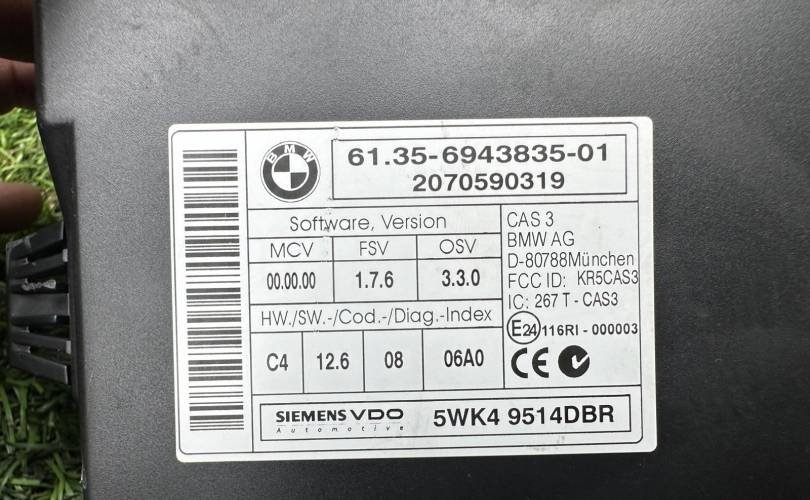 BMW
61.35-6943835-01
2070590319
Software, Version
MCV FSV OSV
00.00.00 1.7.6 3.3.0
HW./SW.-/Cod.-/Diag.-Index
C4 12.6 08 06A0
CAS 3
BMW AG
D-80788München
FCC ID: KR5CAS3
IC: 267 T - CAS3
E24 116RI - 000003
CE
SIEMENS VDO
Automotive
5WK4 9514DBR